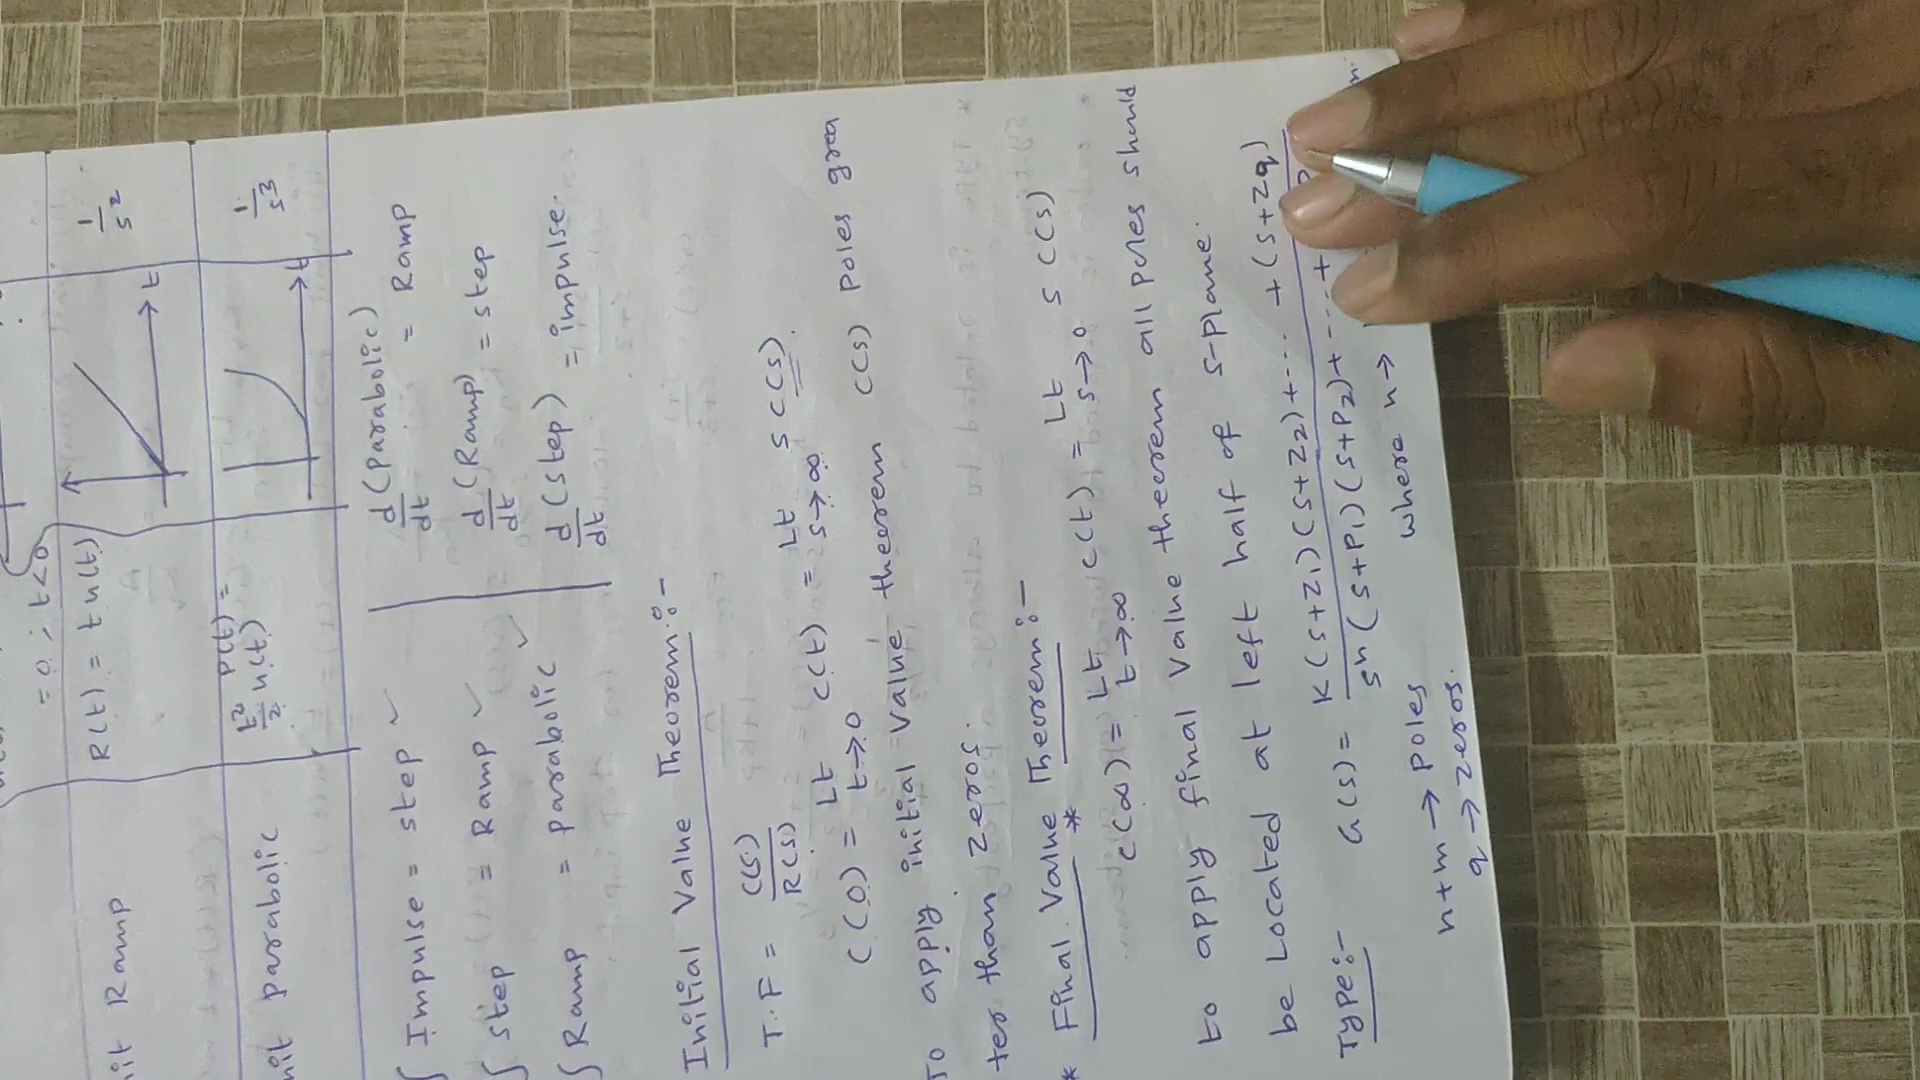 = 0 ; t<0
Ramp R(t) = t u(t) t 1/s²
parabolic P(t) = t²/2 u(t) t 1/s³
∫ Impulse = step ✓ d/dt (parabolic) = Ramp
∫ step = Ramp ✓ d/dt (Ramp) = step
∫ Ramp = parabolic ✓ d/dt (step) = impulse.
Initial Value Theorem:-
T.F = C(s)/R(s)
C(0) = Lt t→0 c(t) = Lt s→∞ s c(s).
To apply initial value theorem c(s) poles grea
ter than zeros.
* Final Value Theorem:-
* c(∞) = Lt t→∞ c(t) = Lt s→0 s c(s)
to apply final value theorem all poles should
be Located at left half of s-plane.
Type:- G(s) = K(s+z1)(s+z2)+.... +(s+zq) / s^n (s+p1)(s+p2)+ ---- +
n+m → poles where n →
q → zeros.